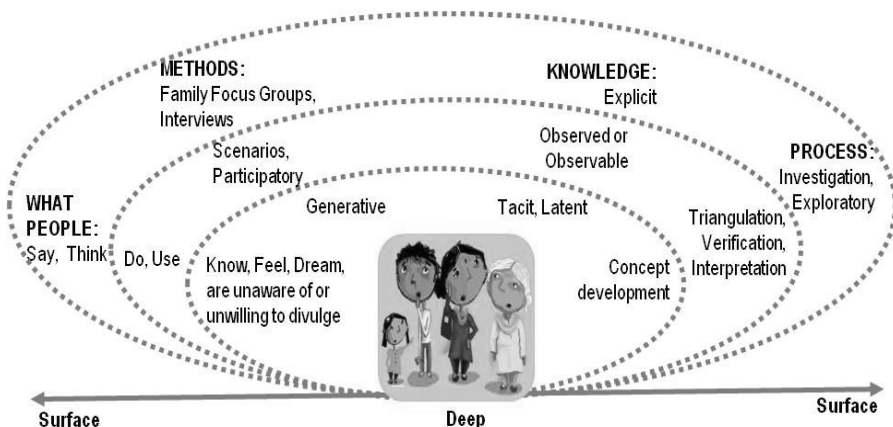 METHODS:
Family Focus Groups,
Interviews
KNOWLEDGE:
Explicit
Scenarios,
Participatory
Observed or
Observable
PROCESS:
Investigation,
Exploratory
WHAT
PEOPLE:
Say, Think
Generative
Tacit, Latent
Triangulation,
Verification,
Interpretation
Do, Use
Know, Feel, Dream,
are unaware of or
unwilling to divulge
Concept
development
Surface
Deep
Surface